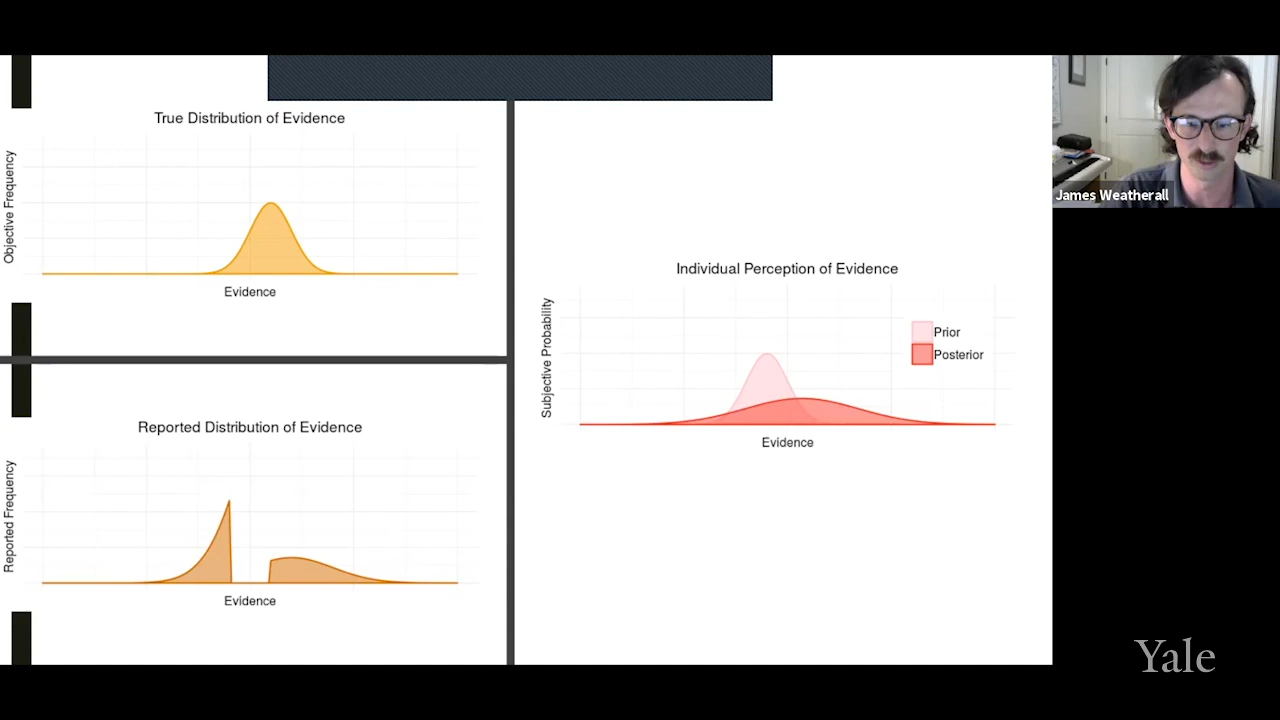 True Distribution of Evidence
Objective Frequency
Evidence
Reported Distribution of Evidence
Reported Frequency
Evidence
Individual Perception of Evidence
Subjective Probability
Prior
Posterior
Evidence
James Weatherall
Yale